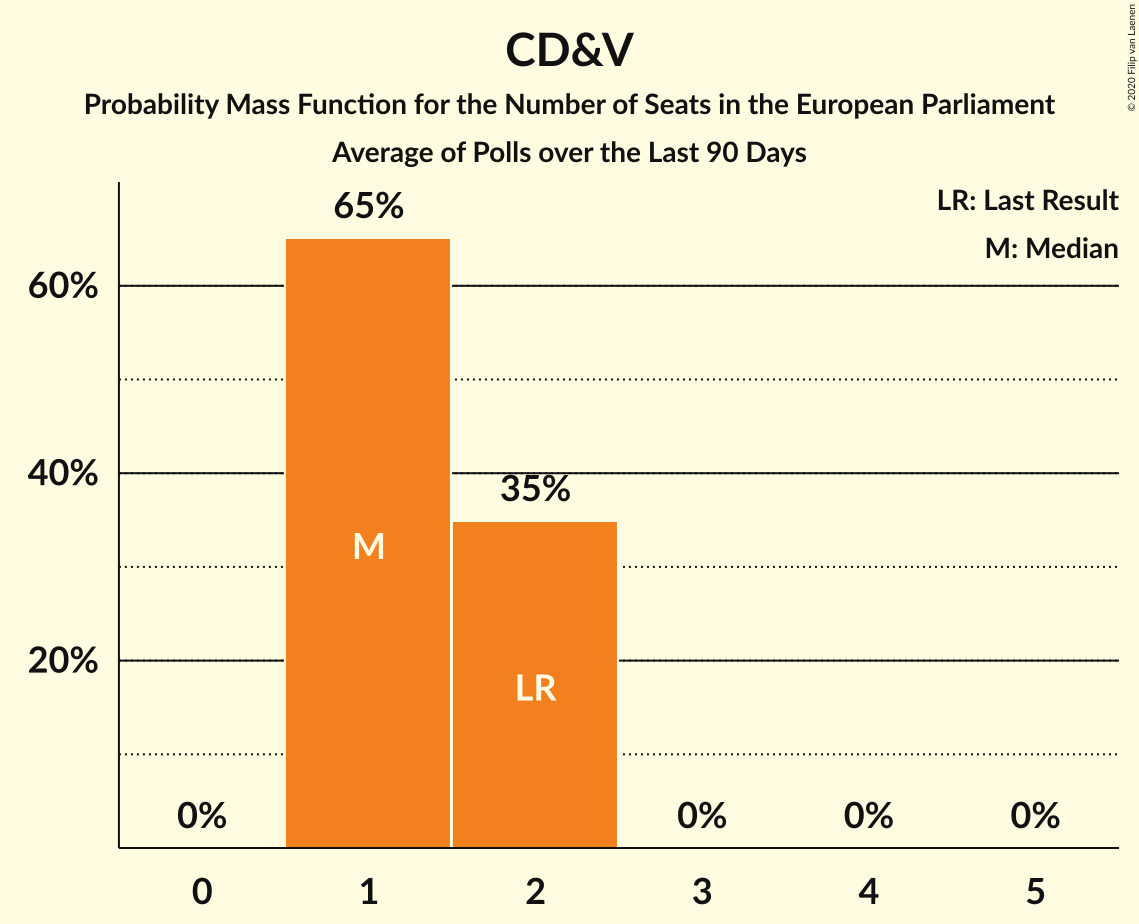 CD&V
Probability Mass Function for the Number of Seats in the European Parliament
Average of Polls over the Last 90 Days
© 2020 Filip van Laenen
LR: Last Result
M: Median
65%
60%
40%
35%
M
20%
LR
0%
0%
0%
0%
0 1 2 3 4 5